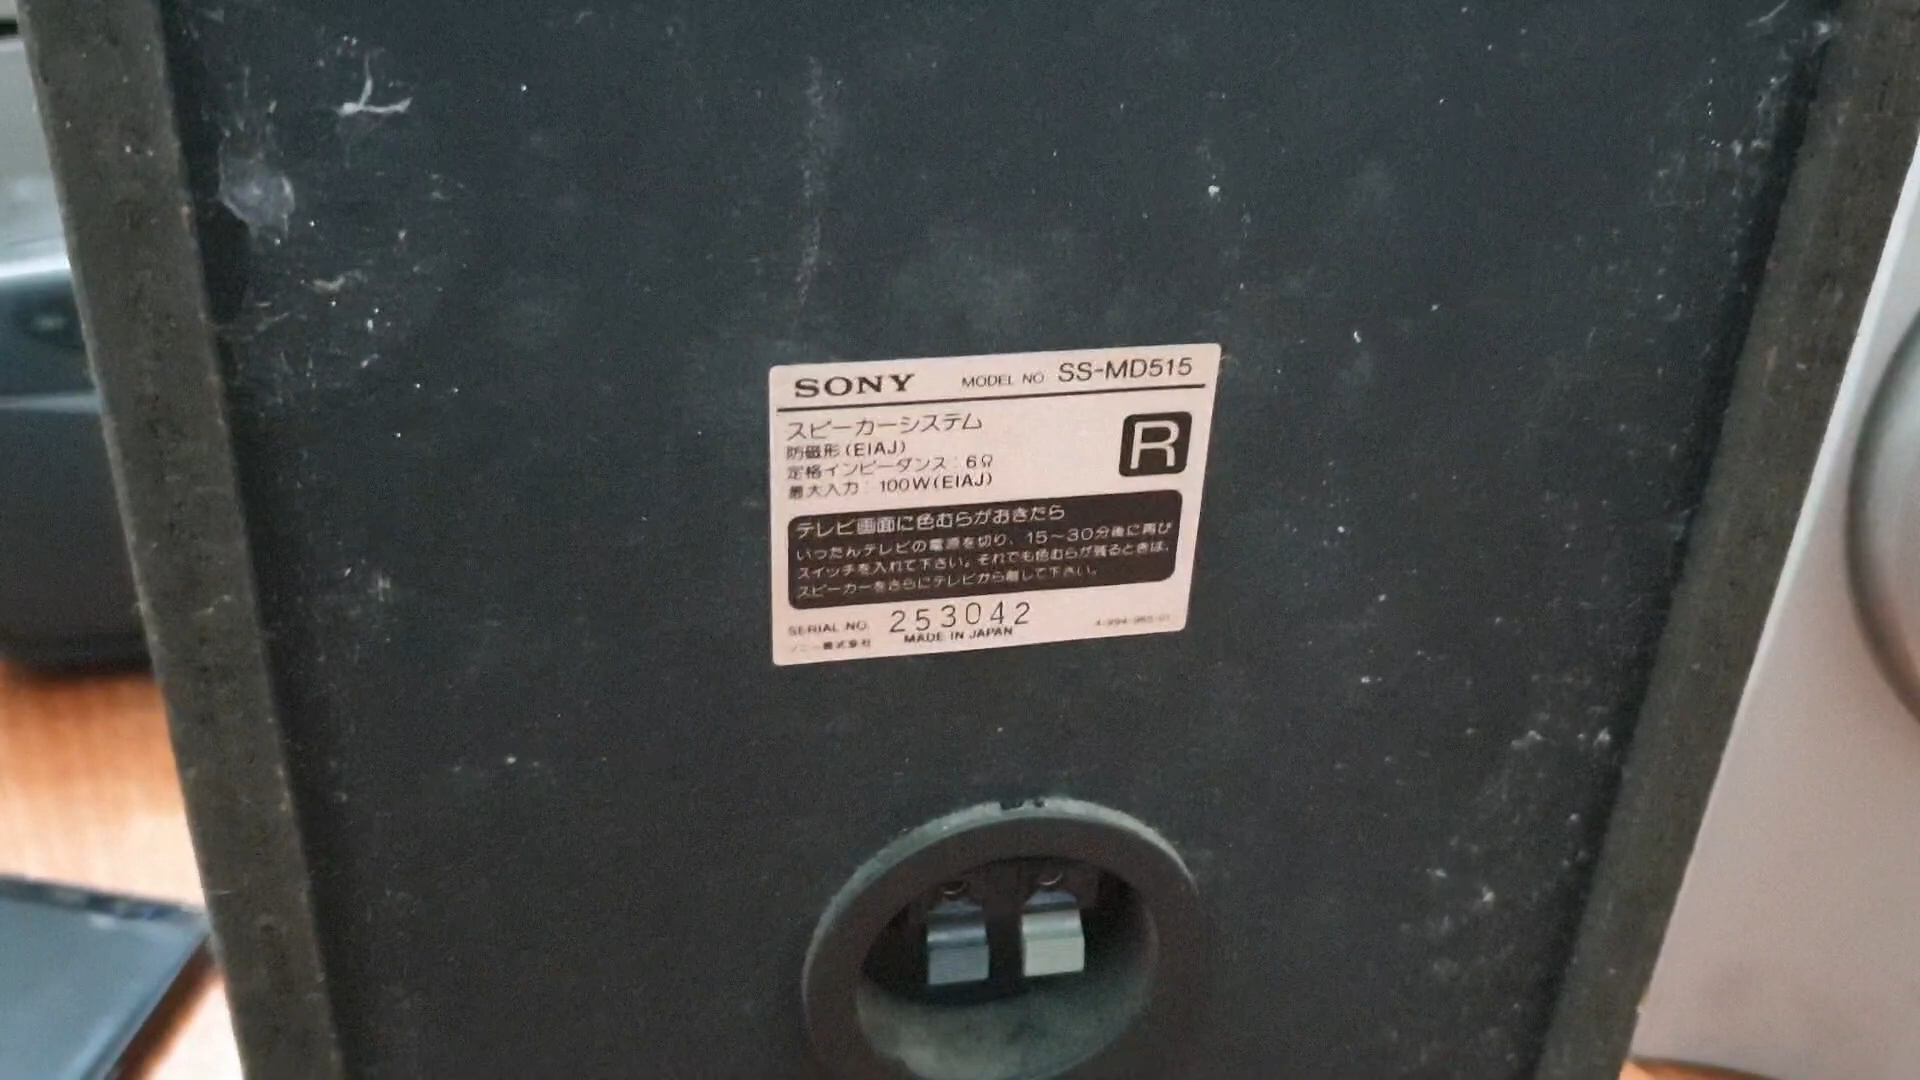 SONY MODEL NO. SS-MD515
スピーカーシステム
R
防磁形(EIAJ)
定格インピーダンス:6Ω
最大入力:100W(EIAJ)
テレビ画面に色むらがおきたら
いったんテレビの電源を切り、15〜30分後に再び
スイッチを入れて下さい。それでも色むらが残るときは、
スピーカーをさらにテレビから離して下さい。
SERIAL NO. 253042
ソニー株式会社 MADE IN JAPAN